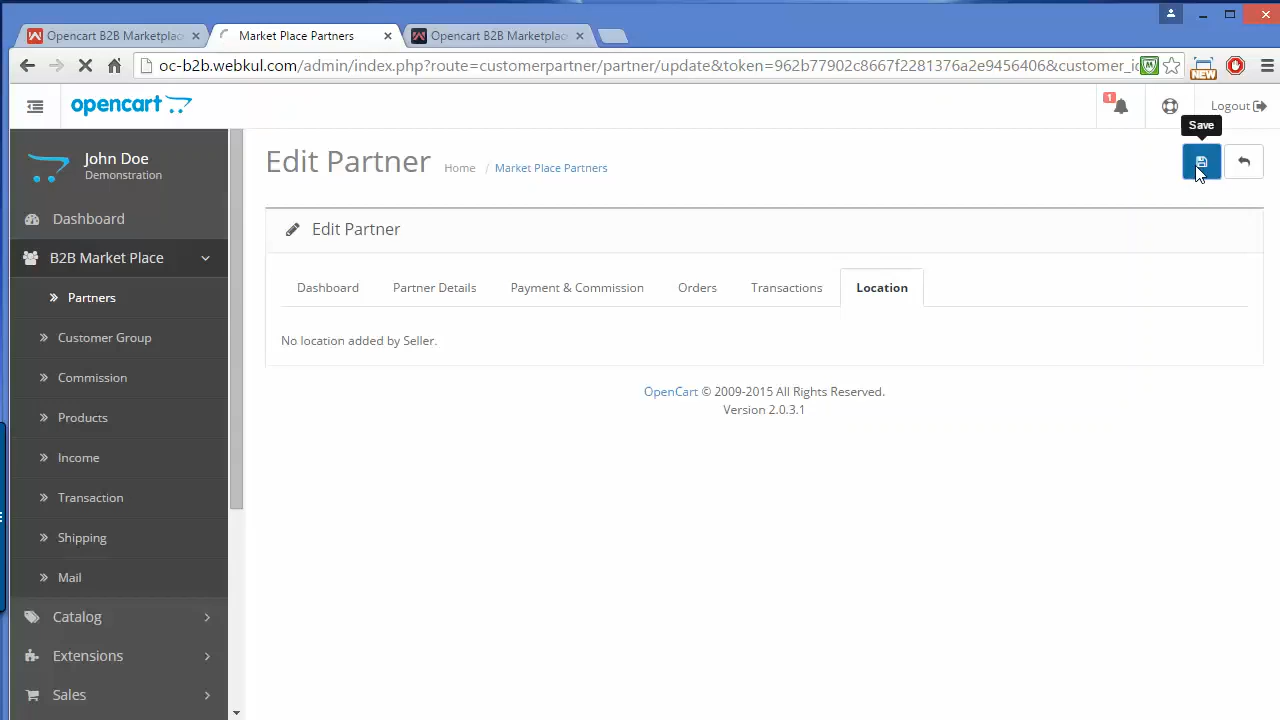 Opencart B2B Marketplac
Market Place Partners
Opencart B2B Marketplac
oc-b2b.webkul.com/admin/index.php?route=customerpartner/partner/update&token=962b77902c8667f2281376a2e9456406&customer_ic
NEW
opencart
1
Logout
Save
John Doe
Demonstration
Edit Partner
Home / Market Place Partners
Dashboard
B2B Market Place
Partners
Customer Group
Commission
Products
Income
Transaction
Shipping
Mail
Catalog
Extensions
Sales
Edit Partner
Dashboard Partner Details Payment & Commission Orders Transactions Location
No location added by Seller.
OpenCart © 2009-2015 All Rights Reserved.
Version 2.0.3.1